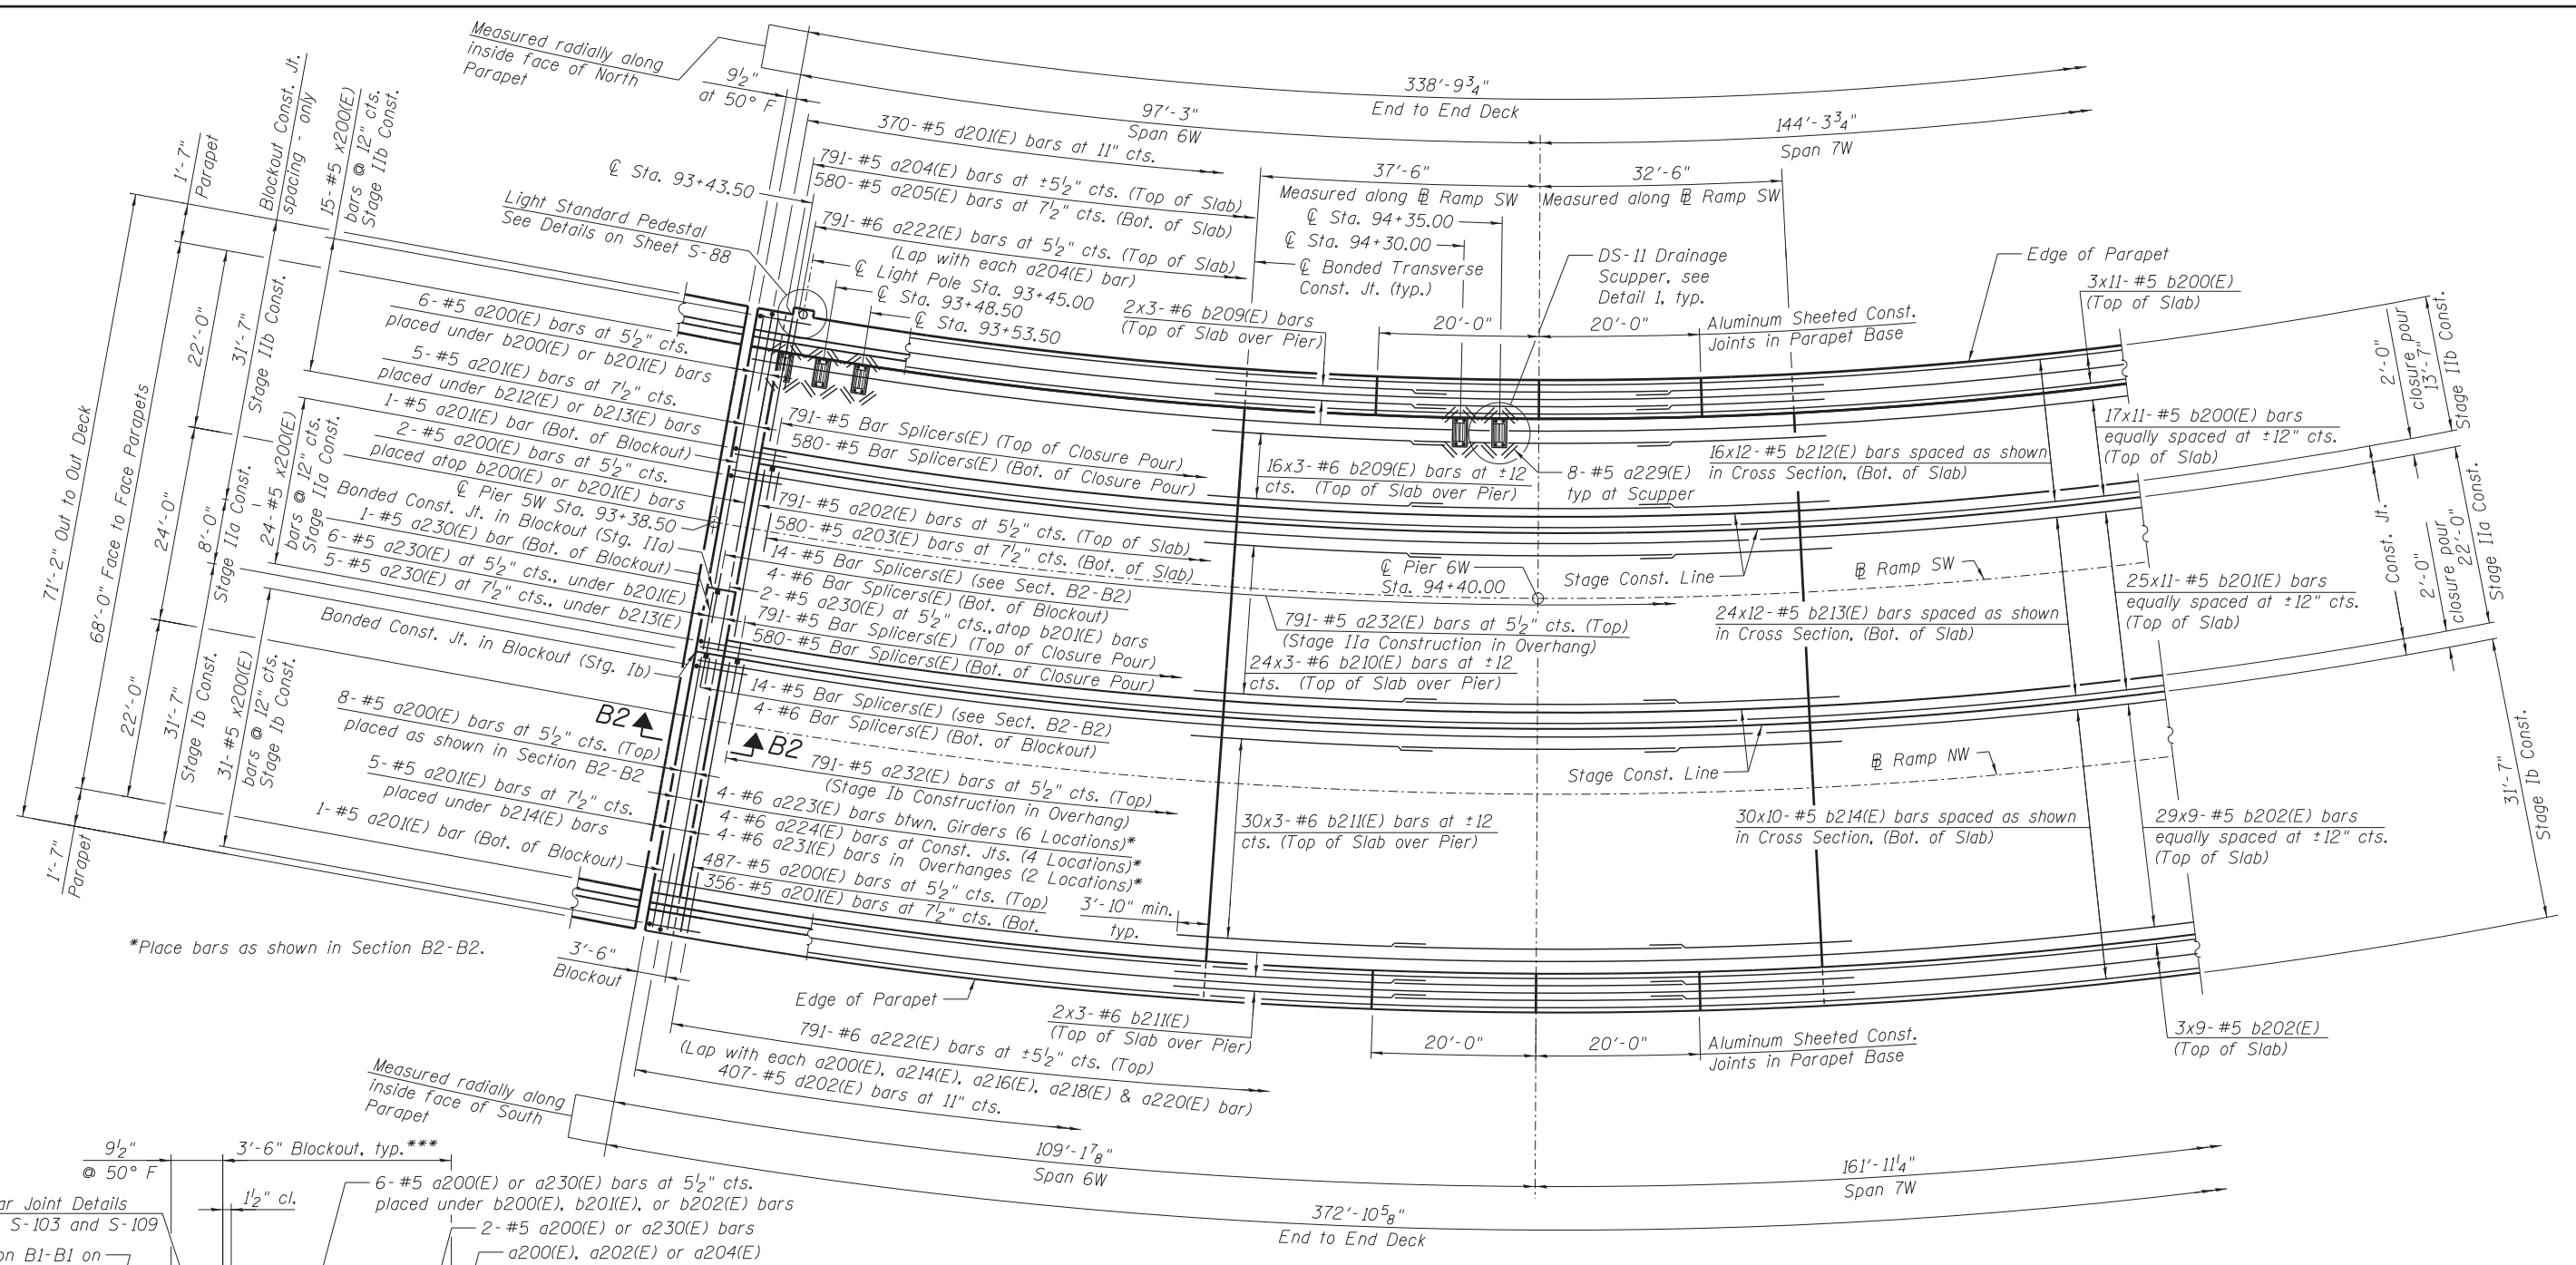 Measured radially along
inside face of North
Parapet
9½"
at 50° F
338'-9¾"
End to End Deck
97'-3"
Span 6W
144'-3¾"
Span 7W
370-#5 d201(E) bars at 11" cts.
℄ Sta. 93+43.50
791-#5 a204(E) bars at ±5½" cts. (Top of Slab)
580-#5 a205(E) bars at 7½" cts. (Bot. of Slab)
37'-6"
Measured along ℄ Ramp SW
32'-6"
Measured along ℄ Ramp SW
Light Standard Pedestal
See Details on Sheet S-88
791-#6 a222(E) bars at 5½" cts. (Top of Slab)
(Lap with each a204(E) bar)
℄ Light Pole Sta. 93+45.00
℄ Sta. 93+48.50
℄ Sta. 93+53.50
℄ Sta. 94+35.00
℄ Sta. 94+30.00
℄ Bonded Transverse
Const. Jt. (typ.)
DS-11 Drainage
Scupper, see
Detail 1, typ.
Edge of Parapet
3x11-#5 b200(E)
(Top of Slab)
2x3-#6 b209(E) bars
(Top of Slab over Pier)
20'-0"
20'-0"
Aluminum Sheeted Const.
Joints in Parapet Base
1'-7"
Parapet
Blockout Const. Jt.
spacing - only
15-#5 x200(E)
bars @ 12" cts.
Stage IIb Const.
22'-0"
31'-7"
Stage IIb Const.
71'-2" Out to Out Deck
68'-0" Face to Face Parapets
24'-0"
8'-0"
Stage IIa Const.
24-#5 x200(E)
bars @ 12" cts.
Stage IIa Const.
22'-0"
31'-7"
Stage Ib Const.
31-#5 x200(E)
bars @ 12" cts.
Stage Ib Const.
1'-7"
Parapet
6-#5 a200(E) bars at 5½" cts.
placed under b200(E) or b201(E) bars
5-#5 a201(E) bars at 7½" cts.
placed under b212(E) or b213(E) bars
1-#5 a201(E) bar (Bot. of Blockout)
2-#5 a200(E) bars at 5½" cts.
placed atop b200(E) or b201(E) bars
℄ Pier 5W Sta. 93+38.50
Bonded Const. Jt. in Blockout (Stg. IIa)
1-#5 a230(E) bar (Bot. of Blockout)
6-#5 a230(E) at 5½" cts., under b201(E)
5-#5 a230(E) at 7½" cts., under b213(E)
Bonded Const. Jt. in Blockout (Stg. Ib)
8-#5 a200(E) bars at 5½" cts. (Top)
placed as shown in Section B2-B2
5-#5 a201(E) bars at 7½" cts.
placed under b214(E) bars
1-#5 a201(E) bar (Bot. of Blockout)
B2
B2
791-#5 Bar Splicers(E) (Top of Closure Pour)
580-#5 Bar Splicers(E) (Bot. of Closure Pour)
791-#5 a202(E) bars at 5½" cts. (Top of Slab)
580-#5 a203(E) bars at 7½" cts. (Bot. of Slab)
14-#5 Bar Splicers(E) (see Sect. B2-B2)
4-#6 Bar Splicers(E) (Bot. of Blockout)
2-#5 a230(E) at 5½" cts.,atop b201(E) bars
791-#5 Bar Splicers(E) (Top of Closure Pour)
580-#5 Bar Splicers(E) (Bot. of Closure Pour)
14-#5 Bar Splicers(E) (see Sect. B2-B2)
4-#6 Bar Splicers(E) (Bot. of Blockout)
791-#5 a232(E) bars at 5½" cts. (Top)
(Stage Ib Construction in Overhang)
4-#6 a223(E) bars btwn. Girders (6 Locations)*
4-#6 a224(E) bars at Const. Jts. (4 Locations)*
4-#6 a231(E) bars in Overhanges (2 Locations)*
487-#5 a200(E) bars at 5½" cts. (Top)
356-#5 a201(E) bars at 7½" cts. (Bot.
3'-10" min.
typ.
16x3-#6 b209(E) bars at ±12
cts. (Top of Slab over Pier)
8-#5 a229(E)
typ at Scupper
16x12-#5 b212(E) bars spaced as shown
in Cross Section, (Bot. of Slab)
17x11-#5 b200(E) bars
equally spaced at ±12" cts.
(Top of Slab)
℄ Pier 6W
Sta. 94+40.00
Stage Const. Line
℄ Ramp SW
791-#5 a232(E) bars at 5½" cts. (Top)
(Stage IIa Construction in Overhang)
24x12-#5 b213(E) bars spaced as shown
in Cross Section, (Bot. of Slab)
25x11-#5 b201(E) bars
equally spaced at ±12" cts.
(Top of Slab)
24x3-#6 b210(E) bars at ±12
cts. (Top of Slab over Pier)
Stage Const. Line
℄ Ramp NW
30x3-#6 b211(E) bars at ±12
cts. (Top of Slab over Pier)
30x10-#5 b214(E) bars spaced as shown
in Cross Section, (Bot. of Slab)
29x9-#5 b202(E) bars
equally spaced at ±12" cts.
(Top of Slab)
2'-0"
closure pour
13'-7"
Stage IIb Const.
Const. Jt.
2'-0"
closure pour
22'-0"
Stage IIa Const.
31'-7"
Stage Ib Const.
*Place bars as shown in Section B2-B2.
3'-6"
Blockout
Edge of Parapet
2x3-#6 b211(E)
(Top of Slab over Pier)
20'-0"
20'-0"
Aluminum Sheeted Const.
Joints in Parapet Base
3x9-#5 b202(E)
(Top of Slab)
791-#6 a222(E) bars at ±5½" cts. (Top)
(Lap with each a200(E), a214(E), a216(E), a218(E) & a220(E) bar)
407-#5 d202(E) bars at 11" cts.
Measured radially along
inside face of South
Parapet
109'-1⅞"
Span 6W
161'-11¼"
Span 7W
372'-10⅝"
End to End Deck
9½"
@ 50° F
3'-6" Blockout, typ.***
1½" cl.
ar Joint Details
S-103 and S-109
on B1-B1 on
6-#5 a200(E) or a230(E) bars at 5½" cts.
placed under b200(E), b201(E), or b202(E) bars
2-#5 a200(E) or a230(E) bars
a200(E), a202(E) or a204(E)